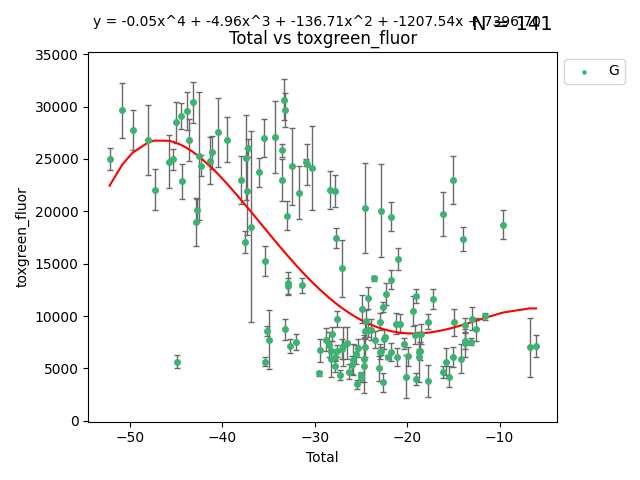 y = -0.05x^4 + -4.96x^3 + -136.71x^2 + -1207.54x + 7396.70
N = 141
Total vs toxgreen_fluor
G
35000
30000
25000
20000
15000
10000
5000
0
toxgreen_fluor
−50
−40
−30
−20
−10
Total